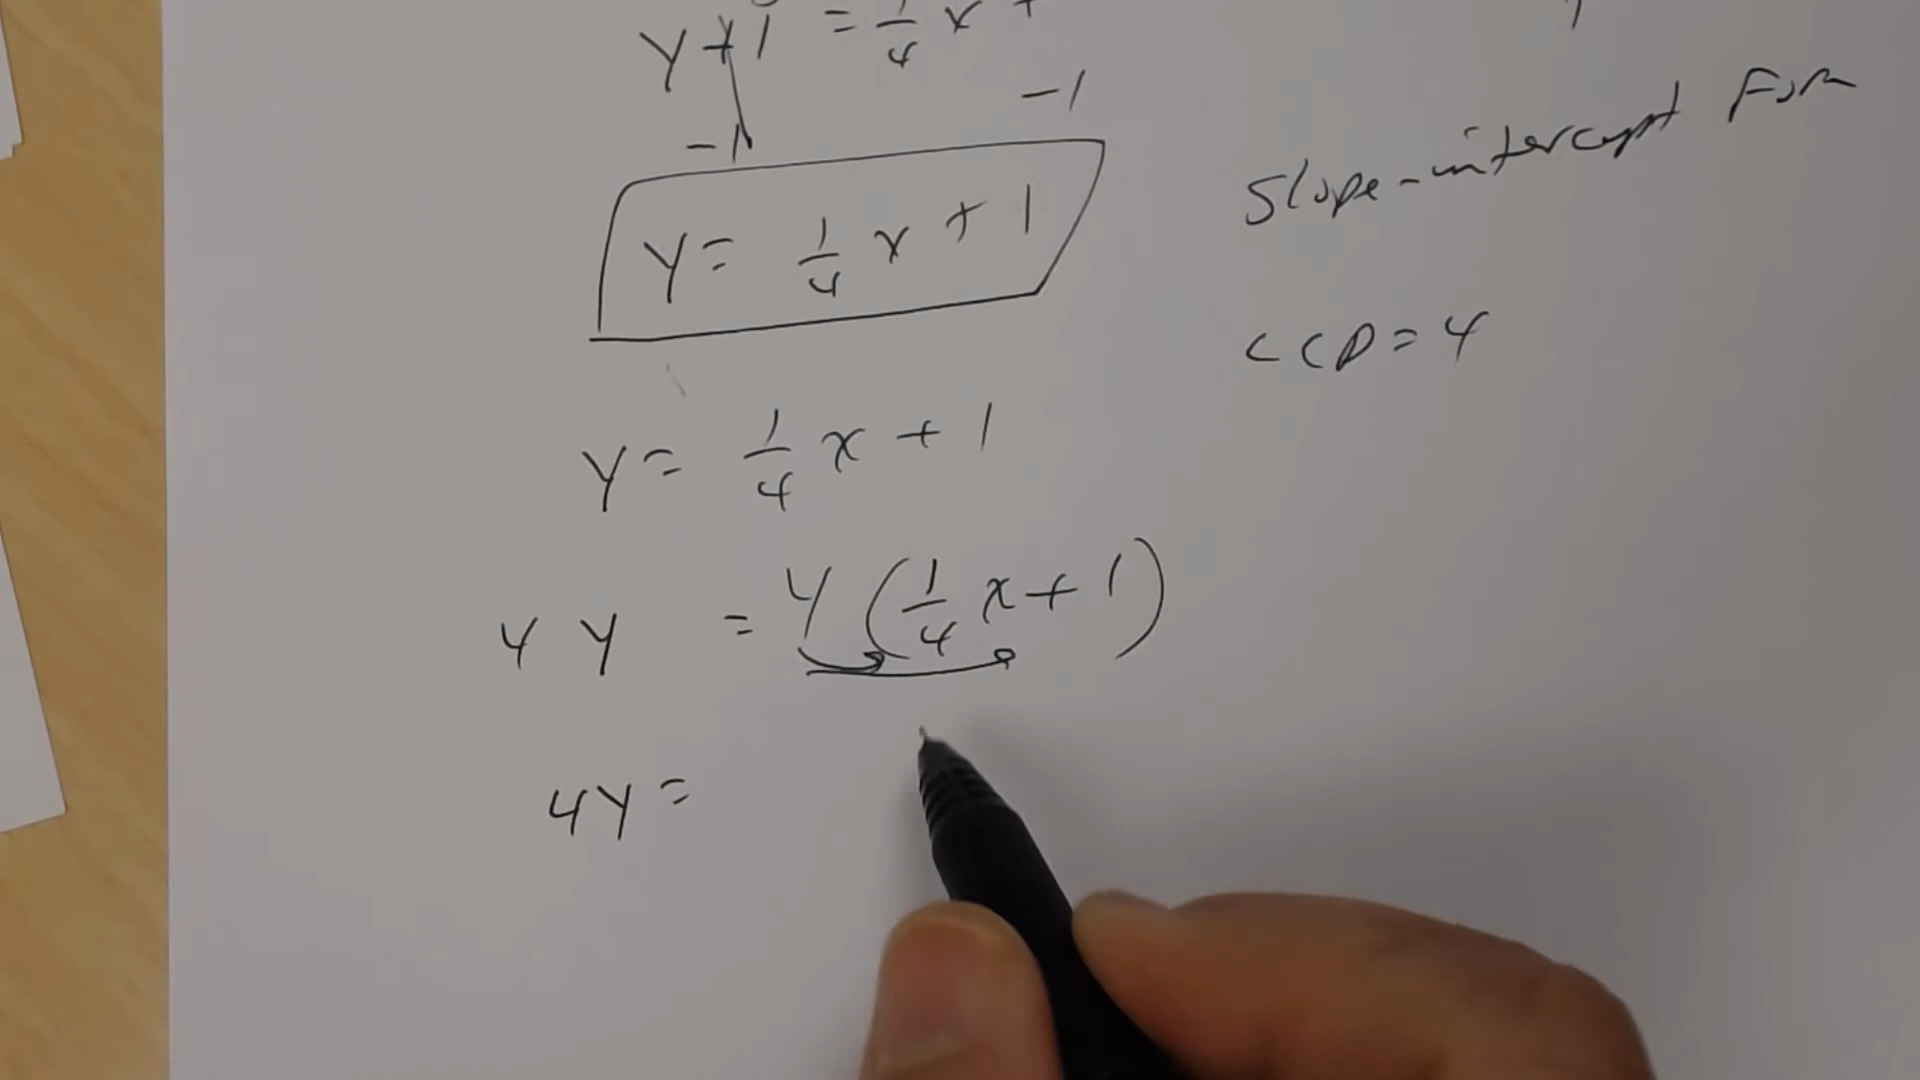 y + 1 = 1/4 x +
-1 -1
Slope-intercept Form
y = 1/4 x + 1
LCD = 4
y = 1/4 x + 1
4 y = 4 (1/4 x + 1)
4y =